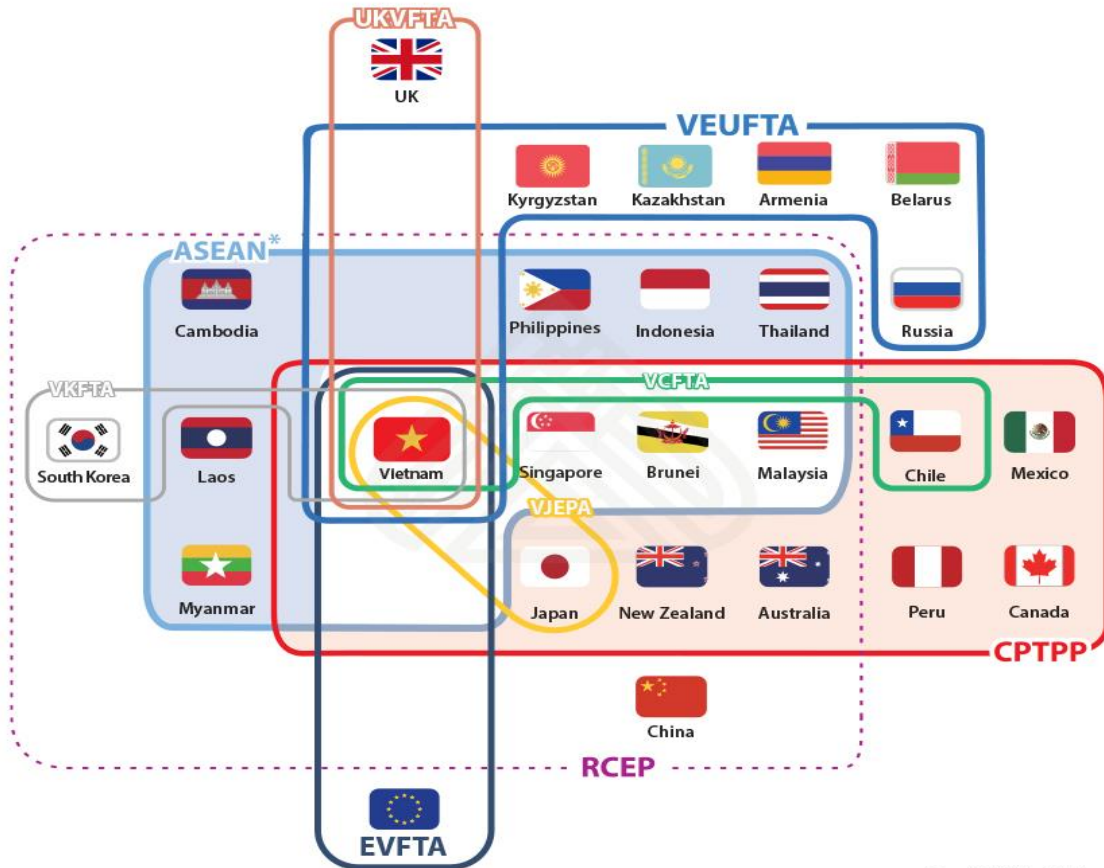 UKVFTA
UK
VEUFTA
Kyrgyzstan Kazakhstan Armenia Belarus
ASEAN*
Cambodia Philippines Indonesia Thailand Russia
VKFTA VCFTA
South Korea Laos Vietnam Singapore Brunei Malaysia Chile Mexico
VJEPA
Myanmar Japan New Zealand Australia Peru Canada
CPTPP
China
RCEP
EVFTA